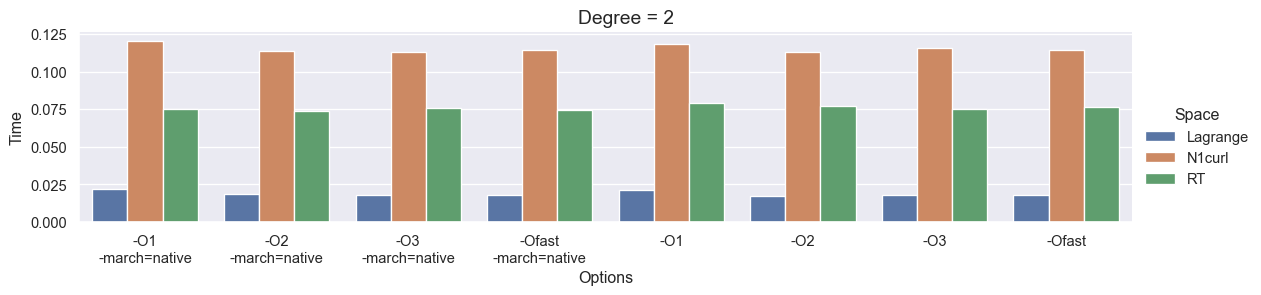 Degree = 2
Time
0.125
0.100
0.075
0.050
0.025
0.000
-O1
-march=native
-O2
-march=native
-O3
-march=native
-Ofast
-march=native
-O1
-O2
-O3
-Ofast
Options
Space
Lagrange
N1curl
RT